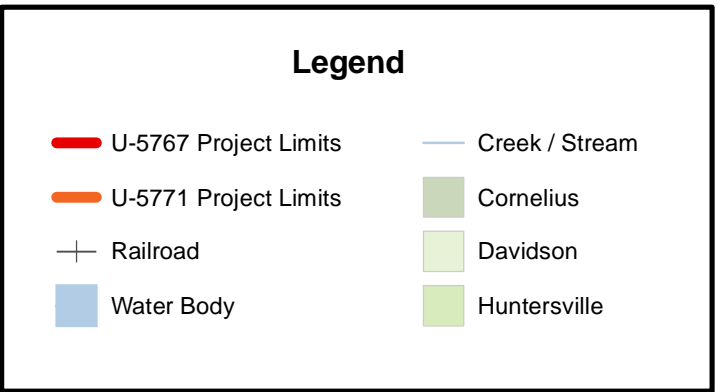 Legend
U-5767 Project Limits
U-5771 Project Limits
Railroad
Water Body
Creek / Stream
Cornelius
Davidson
Huntersville